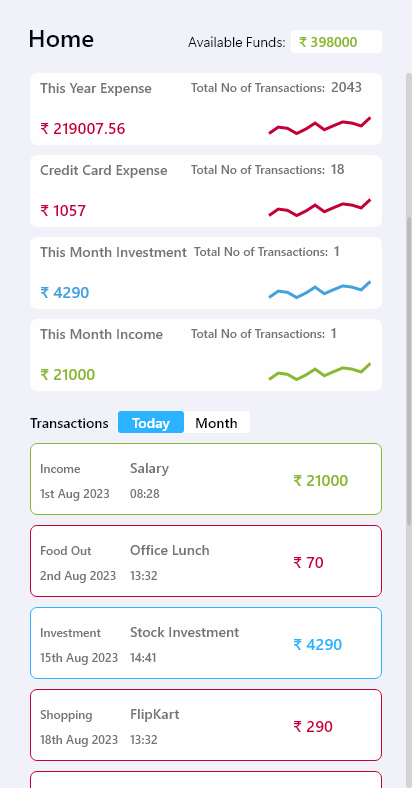 Home
Available Funds: ₹ 398000
This Year Expense Total No of Transactions: 2043
₹ 219007.56
Credit Card Expense Total No of Transactions: 18
₹ 1057
This Month Investment Total No of Transactions: 1
₹ 4290
This Month Income Total No of Transactions: 1
₹ 21000
Transactions Today Month
Income Salary
₹ 21000
1st Aug 2023 08:28
Food Out Office Lunch
₹ 70
2nd Aug 2023 13:32
Investment Stock Investment
₹ 4290
15th Aug 2023 14:41
Shopping FlipKart
₹ 290
18th Aug 2023 13:32